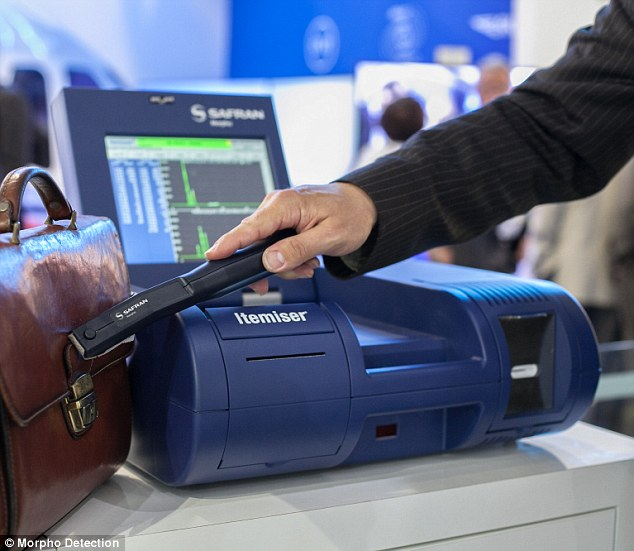 SAFRAN
Morpho
SAFRAN
Itemiser
© Morpho Detection